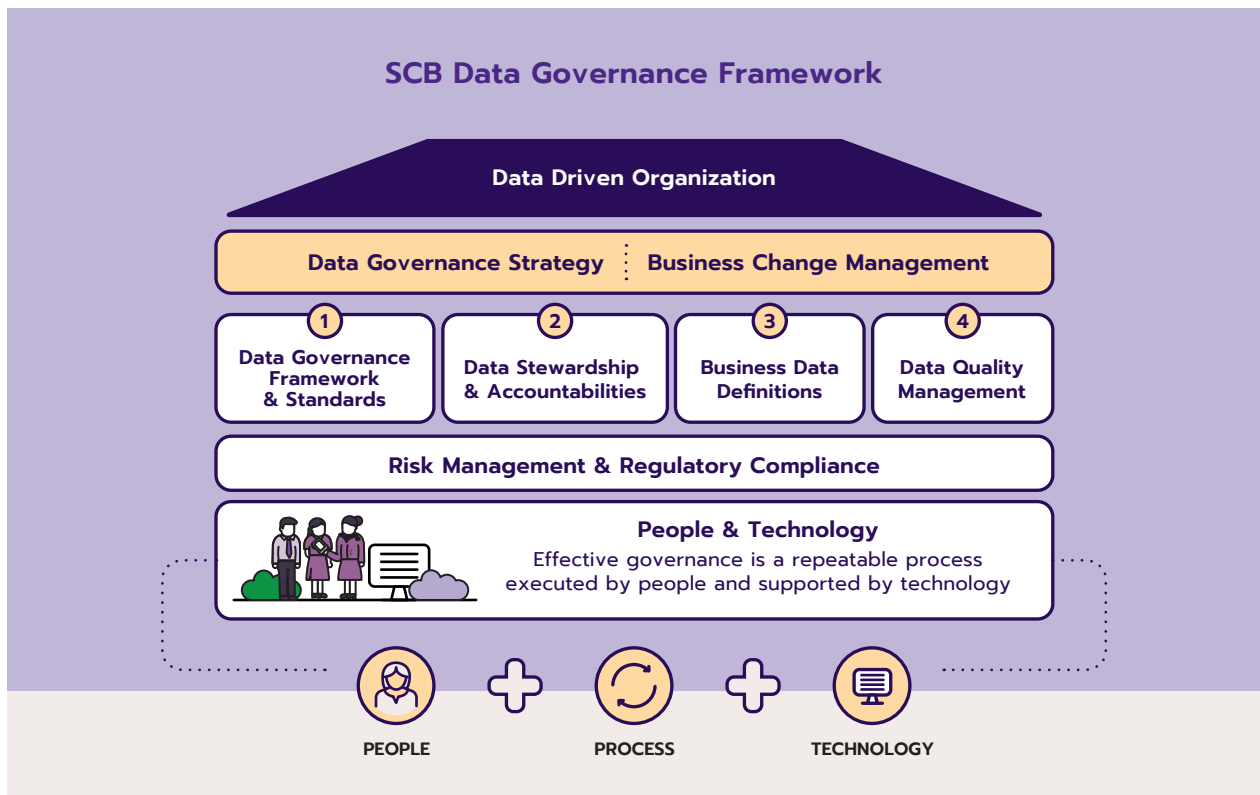 SCB Data Governance Framework
Data Driven Organization
Data Governance Strategy
Business Change Management
1
Data Governance
Framework
& Standards
2
Data Stewardship
& Accountabilities
3
Business Data
Definitions
4
Data Quality
Management
Risk Management & Regulatory Compliance
People & Technology
Effective governance is a repeatable process
executed by people and supported by technology
PEOPLE
PROCESS
TECHNOLOGY